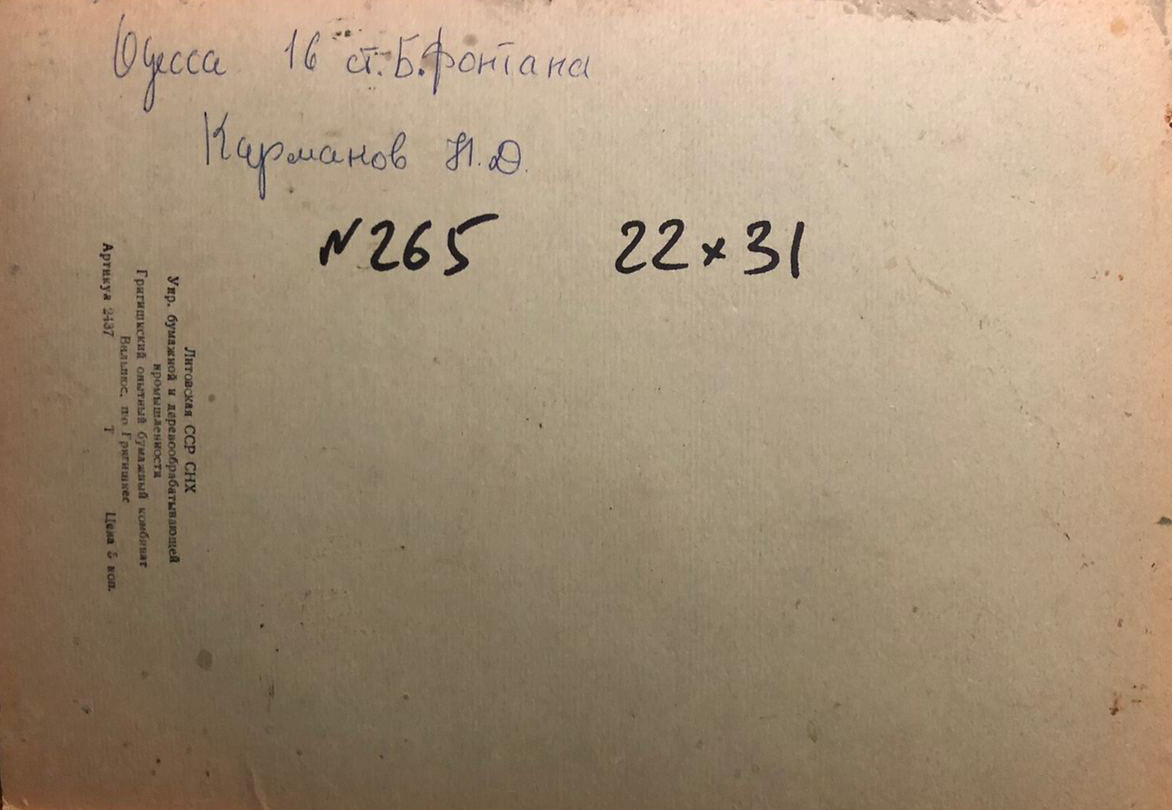 Одесса 16 ст. Б. Фонтана
Карманов Н.Д.
№265 22×31
Литовская ССР СНХ
Упр. бумажной и деревообрабатывающей
промышленности
Григишкский опытный бумажный комбинат
Вильнюс, п/о Григишкес
Артикул 2437 Т Цена 5 коп.